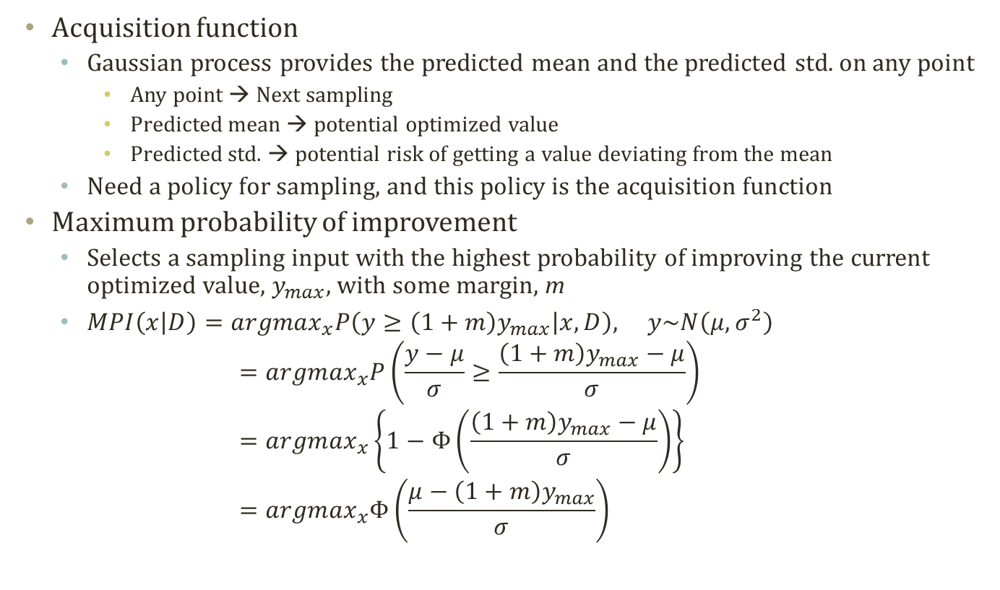 • Acquisition function
• Gaussian process provides the predicted mean and the predicted std. on any point
• Any point → Next sampling
• Predicted mean → potential optimized value
• Predicted std. → potential risk of getting a value deviating from the mean
• Need a policy for sampling, and this policy is the acquisition function
• Maximum probability of improvement
• Selects a sampling input with the highest probability of improving the current
optimized value, $y_{max}$, with some margin, $m$
• $MPI(x|D) = argmax_x P(y \geq (1 + m)y_{max}|x, D), \quad y \sim N(\mu, \sigma^2)$
$= argmax_x P\left(\frac{y - \mu}{\sigma} \geq \frac{(1 + m)y_{max} - \mu}{\sigma}\right)$
$= argmax_x \left\{1 - \Phi\left(\frac{(1 + m)y_{max} - \mu}{\sigma}\right)\right\}$
$= argmax_x \Phi\left(\frac{\mu - (1 + m)y_{max}}{\sigma}\right)$